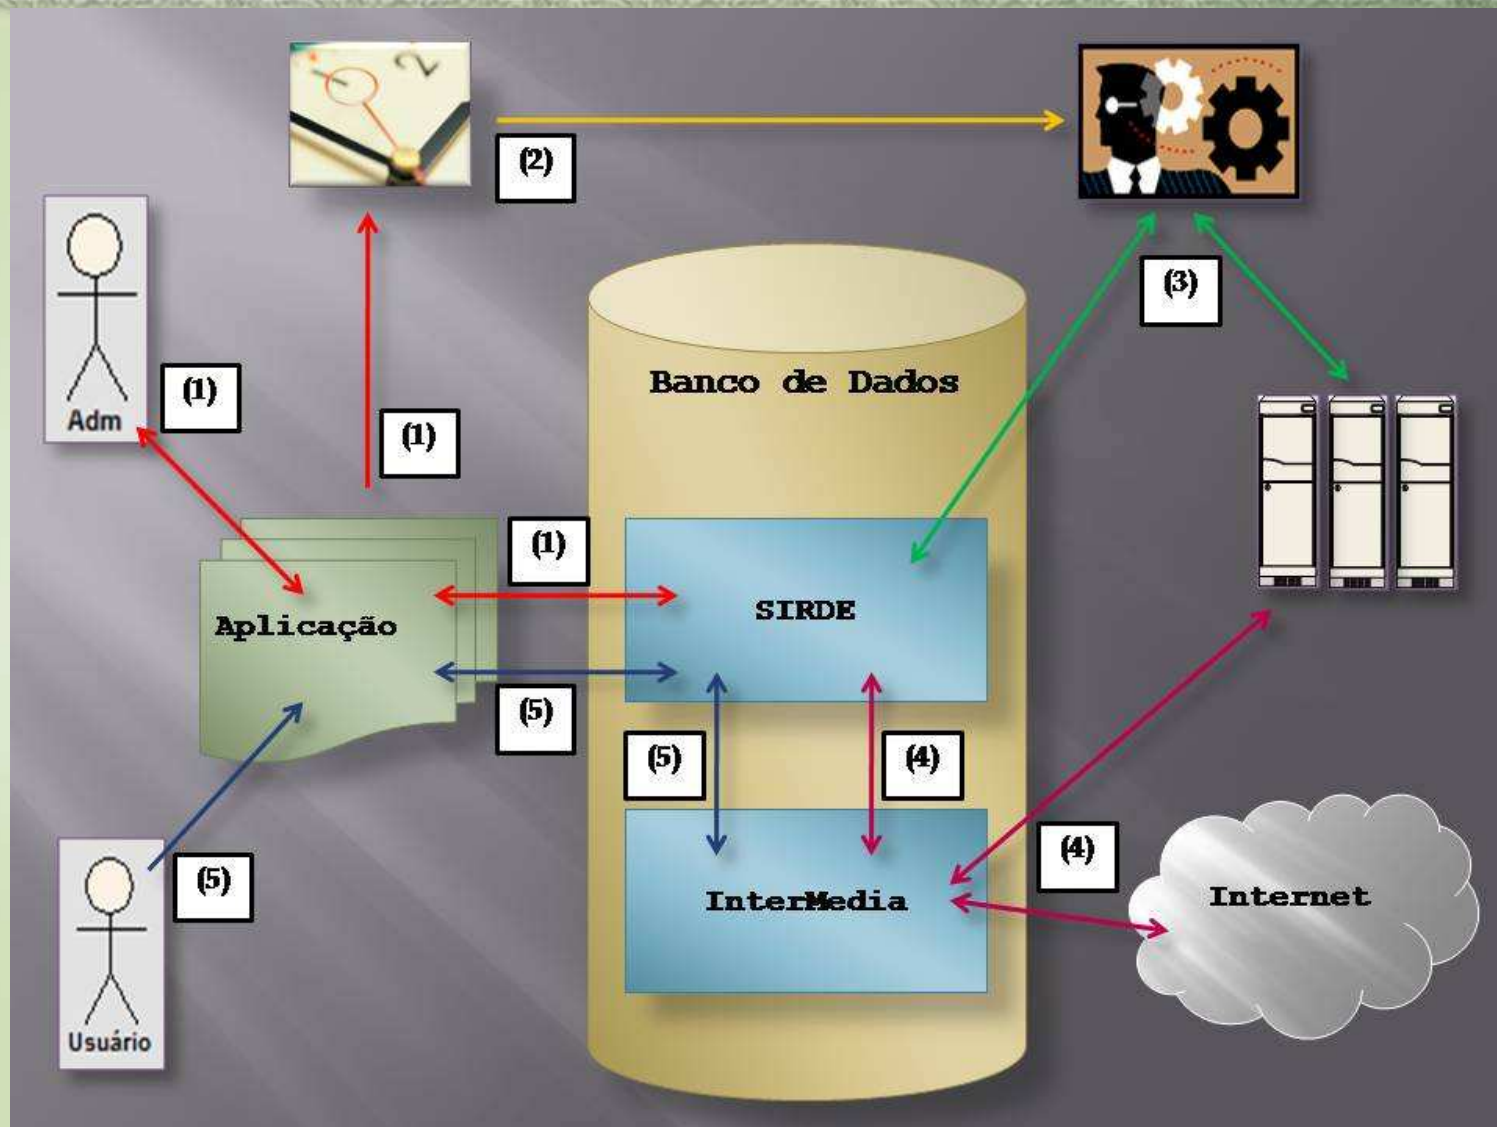 2
(2)
(3)
Adm
(1)
(1)
Banco de Dados
(1)
SIRDE
Aplicação
(5)
(5)
(4)
(4)
(5)
InterMedia
Internet
Usuário